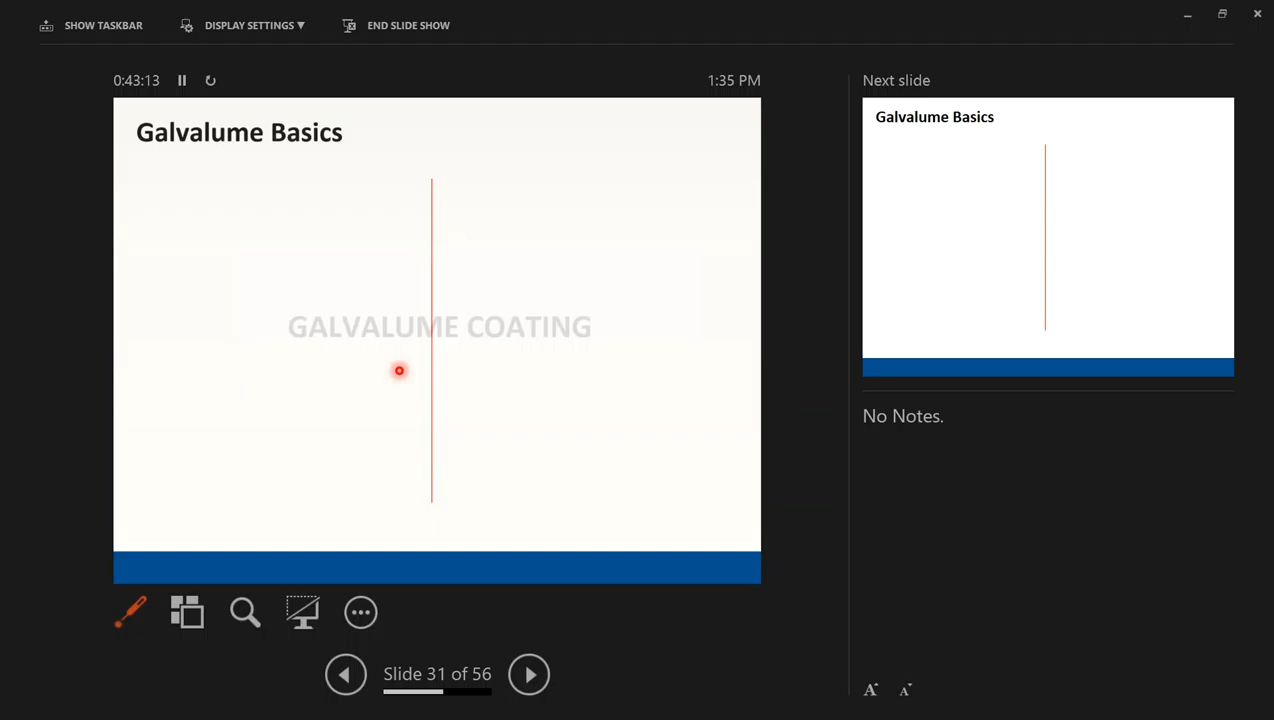 SHOW TASKBAR
DISPLAY SETTINGS ▼
END SLIDE SHOW
0:43:13
1:35 PM
Galvalume Basics
GALVALUME COATING
Slide 31 of 56
Next slide
Galvalume Basics
No Notes.
A
A